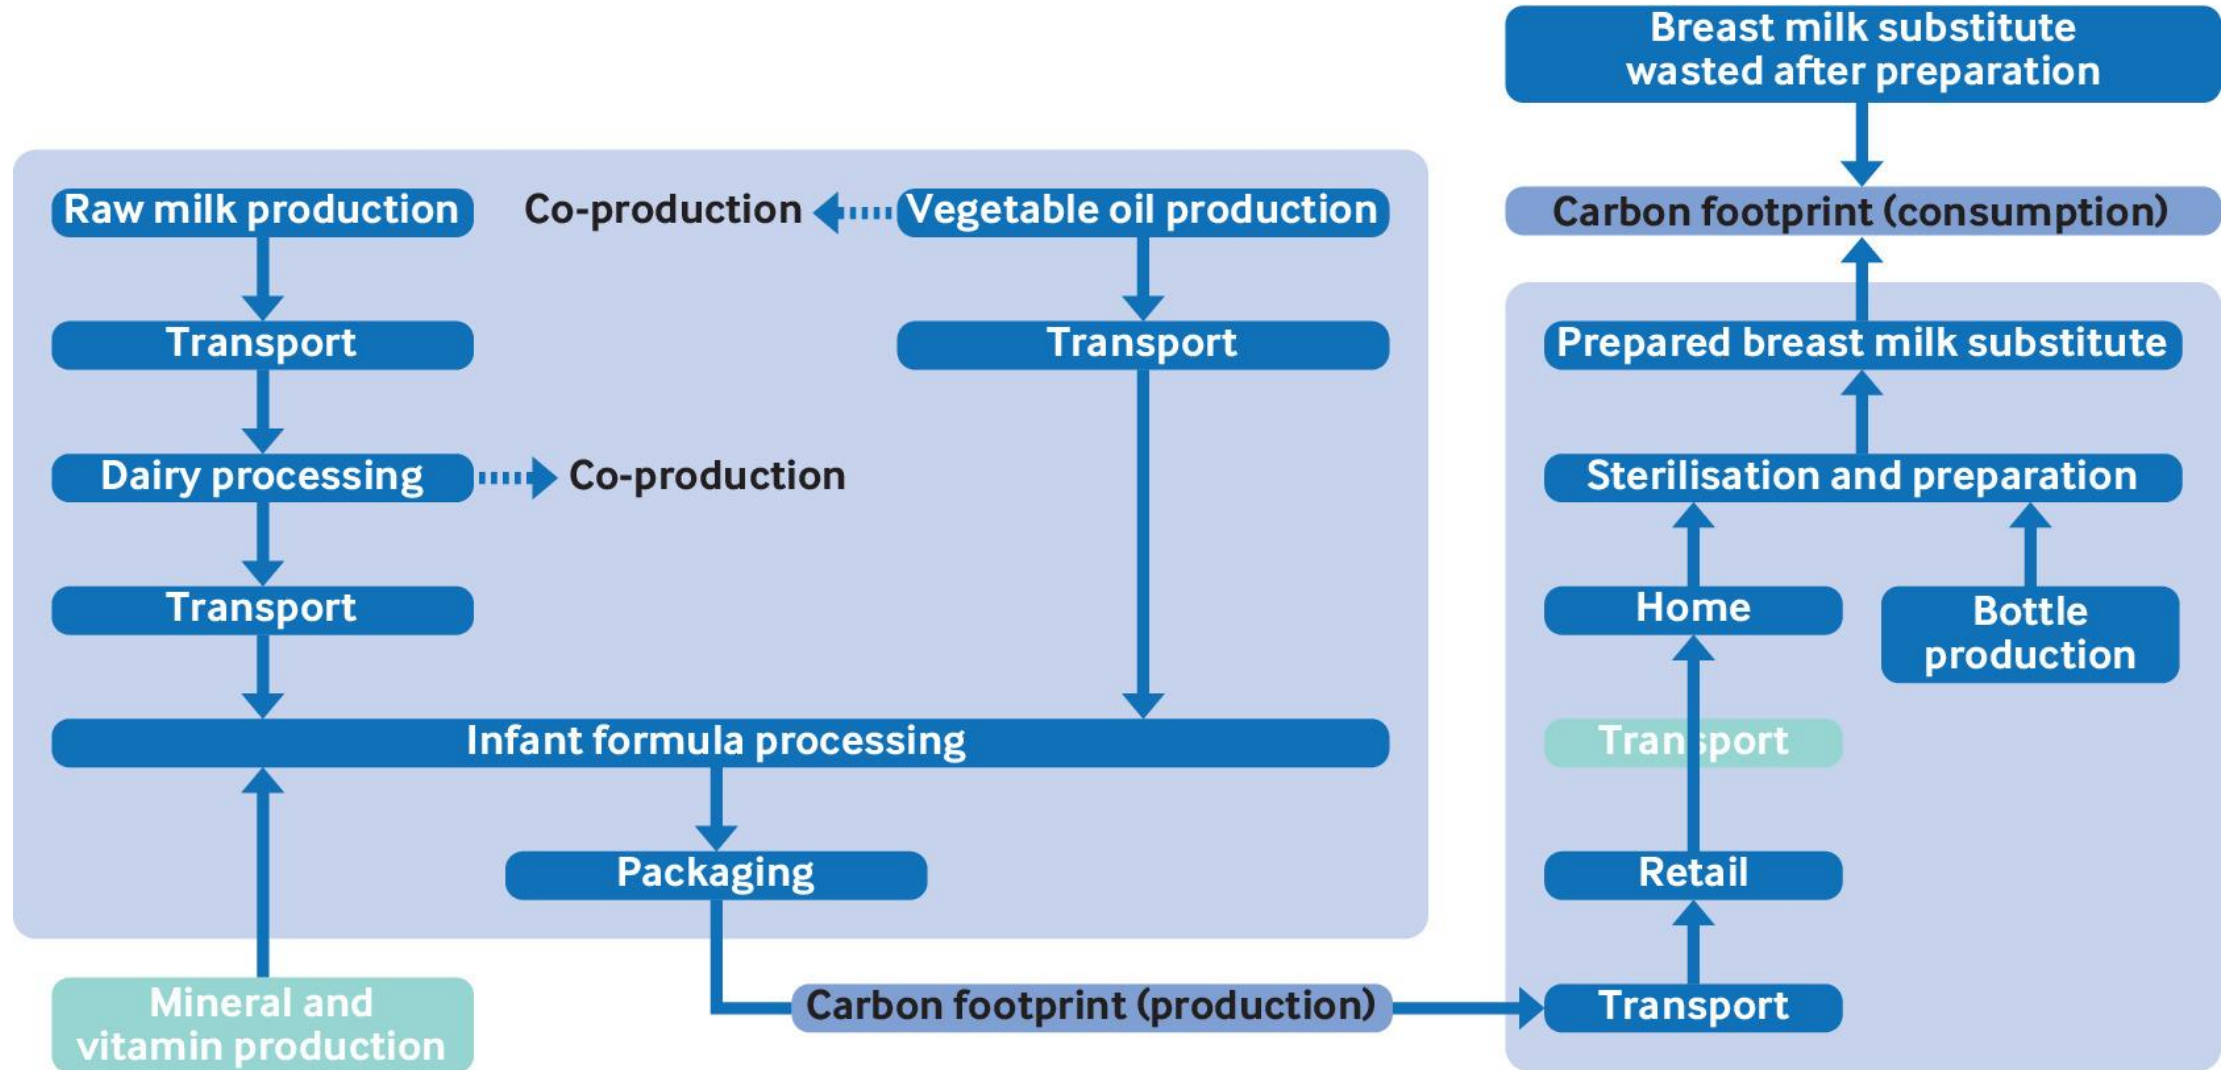 Breast milk substitute
wasted after preparation
Raw milk production
Co-production
Vegetable oil production
Carbon footprint (consumption)
Transport
Transport
Prepared breast milk substitute
Dairy processing
Co-production
Sterilisation and preparation
Transport
Home
Bottle
production
Infant formula processing
Transport
Packaging
Retail
Mineral and
vitamin production
Carbon footprint (production)
Transport